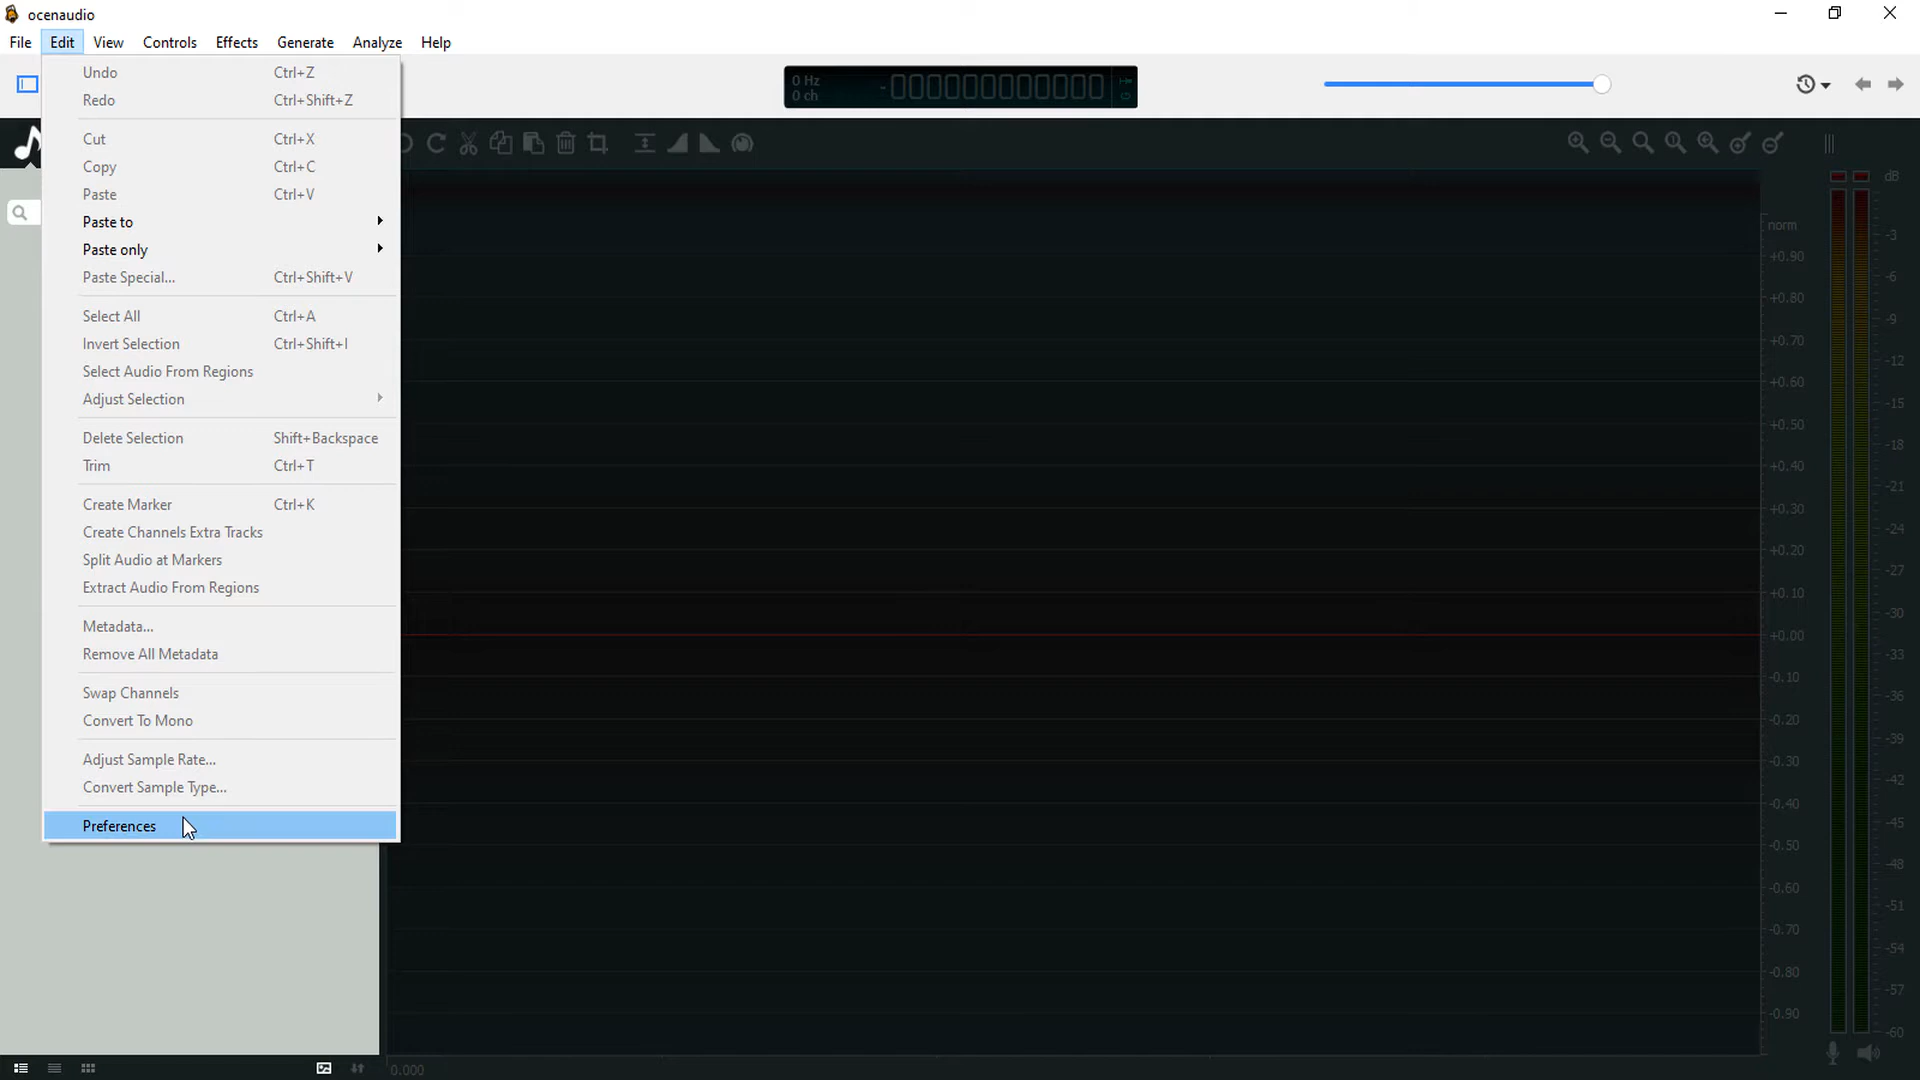 ocenaudio
File Edit View Controls Effects Generate Analyze Help
Undo Ctrl+Z
Redo Ctrl+Shift+Z
Cut Ctrl+X
Copy Ctrl+C
Paste Ctrl+V
Paste to
Paste only
Paste Special... Ctrl+Shift+V
Select All Ctrl+A
Invert Selection Ctrl+Shift+I
Select Audio From Regions
Adjust Selection
Delete Selection Shift+Backspace
Trim Ctrl+T
Create Marker Ctrl+K
Create Channels Extra Tracks
Split Audio at Markers
Extract Audio From Regions
Metadata...
Remove All Metadata
Swap Channels
Convert To Mono
Adjust Sample Rate...
Convert Sample Type...
Preferences
0 Hz
0 ch
-000000000000
norm
+0.90
+0.80
+0.70
+0.60
+0.50
+0.40
+0.30
+0.20
+0.10
+0.00
-0.10
-0.20
-0.30
-0.40
-0.50
-0.60
-0.70
-0.80
-0.90
dB
-3
-6
-9
-12
-15
-18
-21
-24
-27
-30
-33
-36
-39
-42
-45
-48
-51
-54
-57
-60
0.000